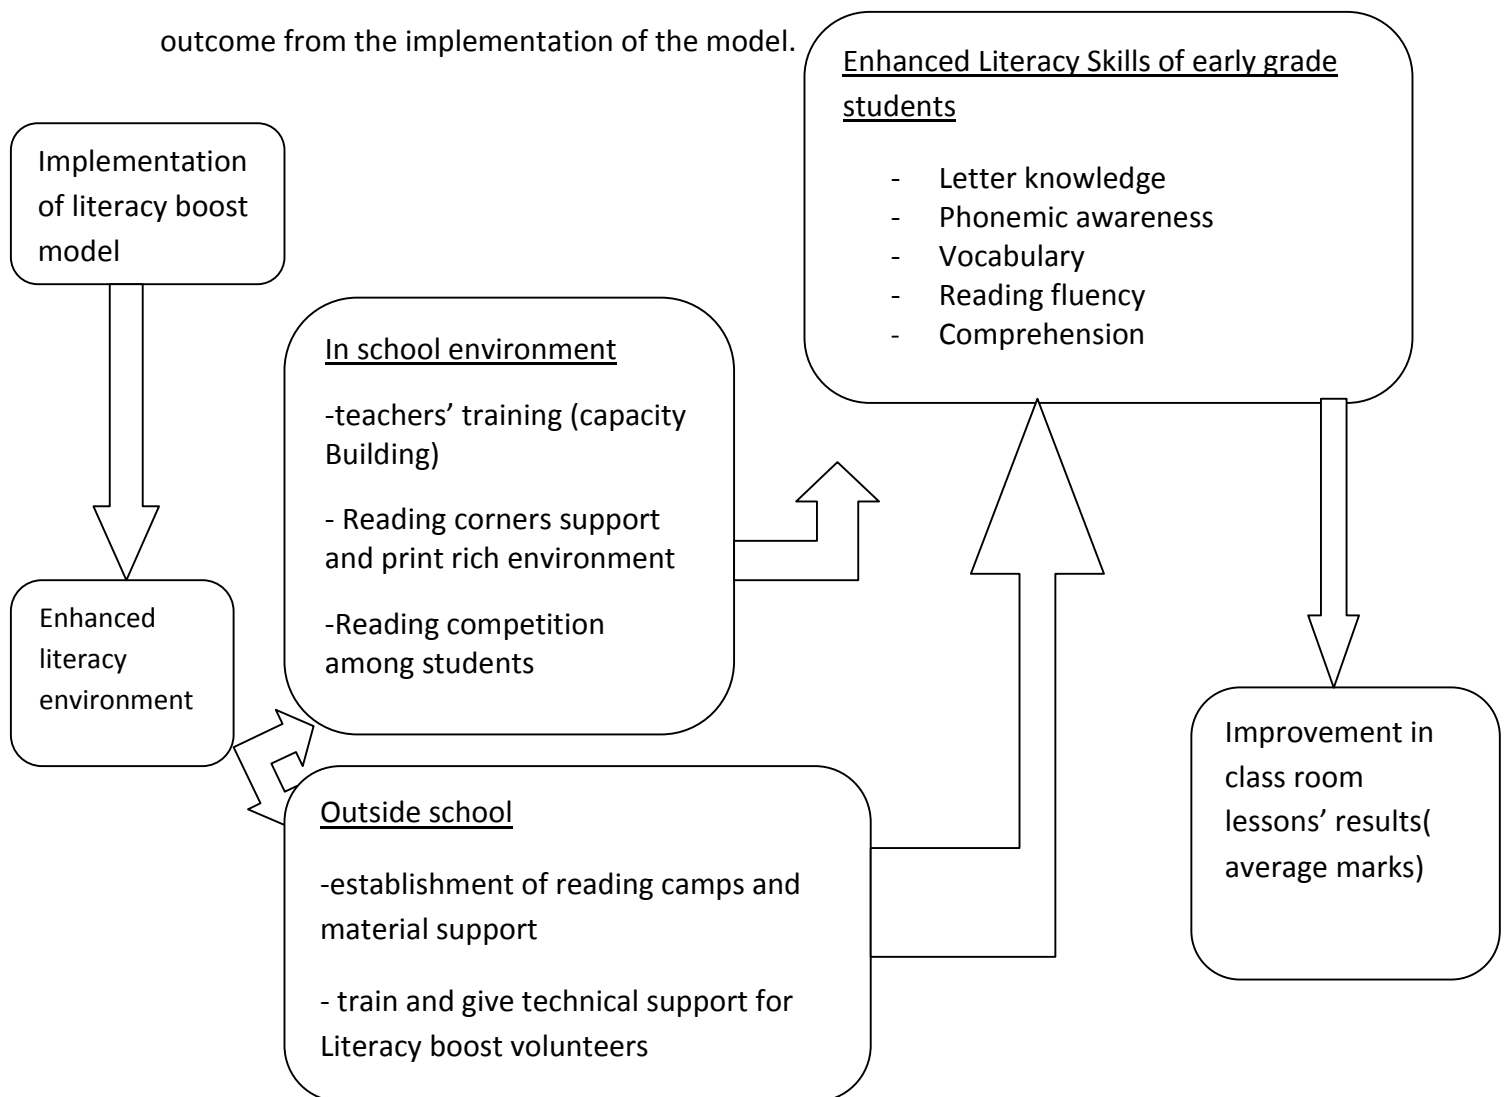 outcome from the implementation of the model.
Implementation
of literacy boost
model
Enhanced
literacy
environment
In school environment
-teachers’ training (capacity
Building)
- Reading corners support
and print rich environment
-Reading competition
among students
Outside school
-establishment of reading camps and
material support
- train and give technical support for
Literacy boost volunteers
Enhanced Literacy Skills of early grade
students
- Letter knowledge
- Phonemic awareness
- Vocabulary
- Reading fluency
- Comprehension
Improvement in
class room
lessons’ results(
average marks)